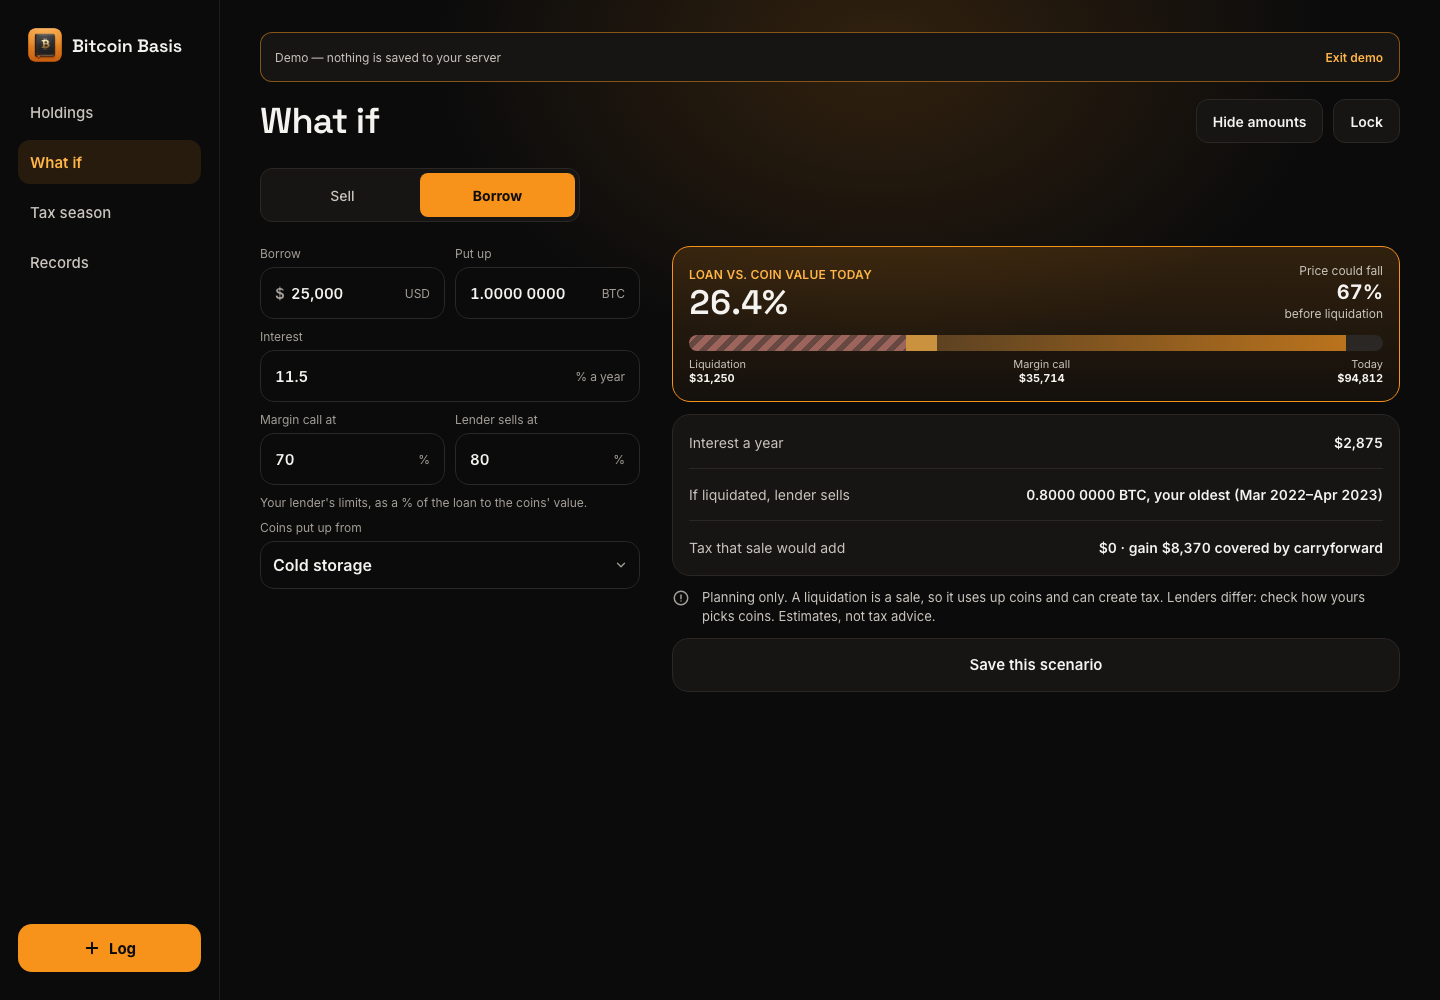 Bitcoin Basis
Holdings
What if
Tax season
Records
Log
Demo — nothing is saved to your server
Exit demo
What if
Hide amounts
Lock
Sell
Borrow
Borrow
Put up
$ 25,000 USD
1.0000 0000 BTC
Interest
11.5 % a year
Margin call at
Lender sells at
70 %
80 %
Your lender's limits, as a % of the loan to the coins' value.
Coins put up from
Cold storage
LOAN VS. COIN VALUE TODAY
26.4%
Price could fall
67%
before liquidation
Liquidation
$31,250
Margin call
$35,714
Today
$94,812
Interest a year
$2,875
If liquidated, lender sells
0.8000 0000 BTC, your oldest (Mar 2022–Apr 2023)
Tax that sale would add
$0 · gain $8,370 covered by carryforward
Planning only. A liquidation is a sale, so it uses up coins and can create tax. Lenders differ: check how yours
picks coins. Estimates, not tax advice.
Save this scenario